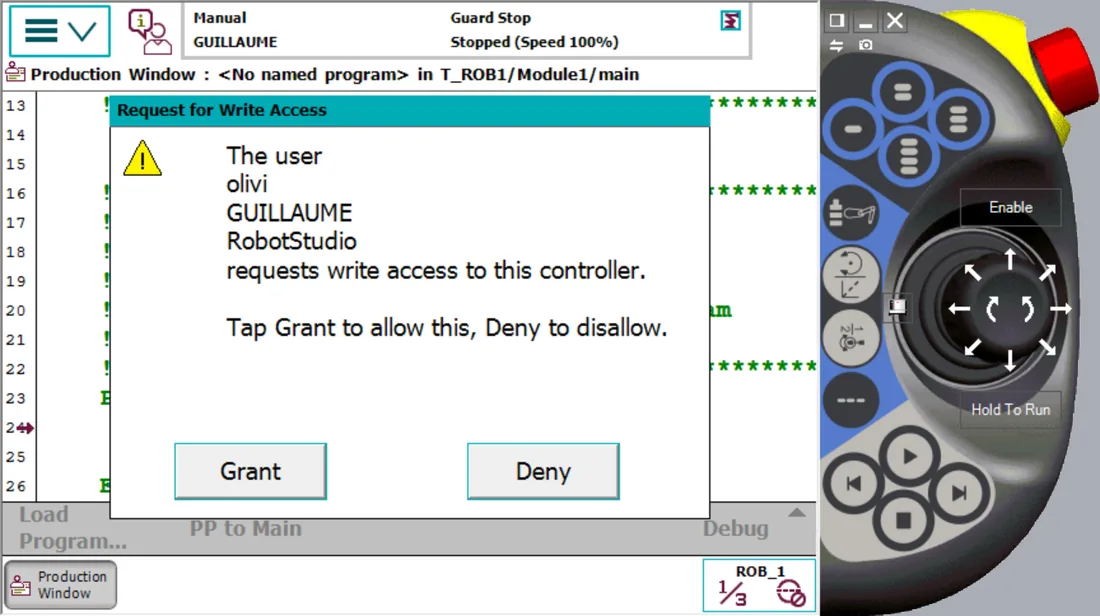 Manual
GUILLAUME
Guard Stop
Stopped (Speed 100%)
Production Window : <No named program> in T_ROB1/Module1/main
Request for Write Access
The user
olivi
GUILLAUME
RobotStudio
requests write access to this controller.
Tap Grant to allow this, Deny to disallow.
Grant
Deny
13 ! ********
14
15
16 ! ********
17 !
18 !
19 !
20 ! am
21 !
22 ! ********
23 E
24
25
26 E
Load
Program...
PP to Main
Debug
Production
Window
ROB_1
1/3
Enable
Hold To Run